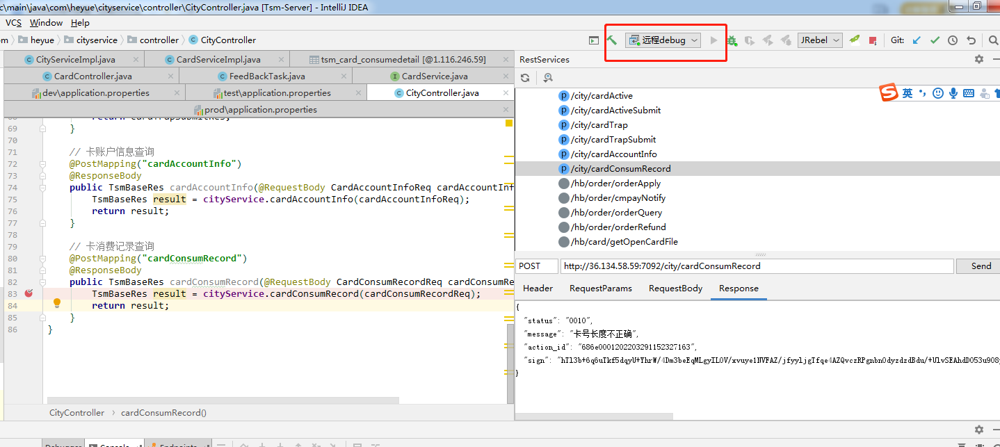 c\main\java\com\heyue\cityservice\controller\CityController.java [Tsm-Server] - IntelliJ IDEA
VCS Window Help
m heyue cityservice controller CityController
远程debug JRebel Git:
CityServiceImpl.java CardServiceImpl.java tsm_card_consumedetail [@1.116.246.59]
CardController.java FeedBackTask.java CardService.java
dev\application.properties test\application.properties CityController.java
prod\application.properties
69 }
70
71 // 卡账户信息查询
72 @PostMapping("cardAccountInfo")
73 @ResponseBody
74 public TsmBaseRes cardAccountInfo(@RequestBody CardAccountInfoReq cardAccountInf
75 TsmBaseRes result = cityService.cardAccountInfo(cardAccountInfoReq);
76 return result;
77 }
78
79 // 卡消费记录查询
80 @PostMapping("cardConsumRecord")
81 @ResponseBody
82 public TsmBaseRes cardConsumRecord(@RequestBody CardConsumRecordReq cardConsumRe
83 TsmBaseRes result = cityService.cardConsumRecord(cardConsumRecordReq);
84 return result;
85 }
86 }
CityController cardConsumRecord()
RestServices
英
p /city/cardActive
p /city/cardActiveSubmit
p /city/cardTrap
p /city/cardTrapSubmit
p /city/cardAccountInfo
p /city/cardConsumRecord
/hb/order/orderApply
/hb/order/cmpayNotify
/hb/order/orderQuery
/hb/order/orderRefund
/hb/card/getOpenCardFile
POST http://36.134.58.59:7092/city/cardConsumRecord Send
Header RequestParams RequestBody Response
{
"status": "0010",
"message": "卡号长度不正确",
"action_id": "686e0001202203291152327163",
}